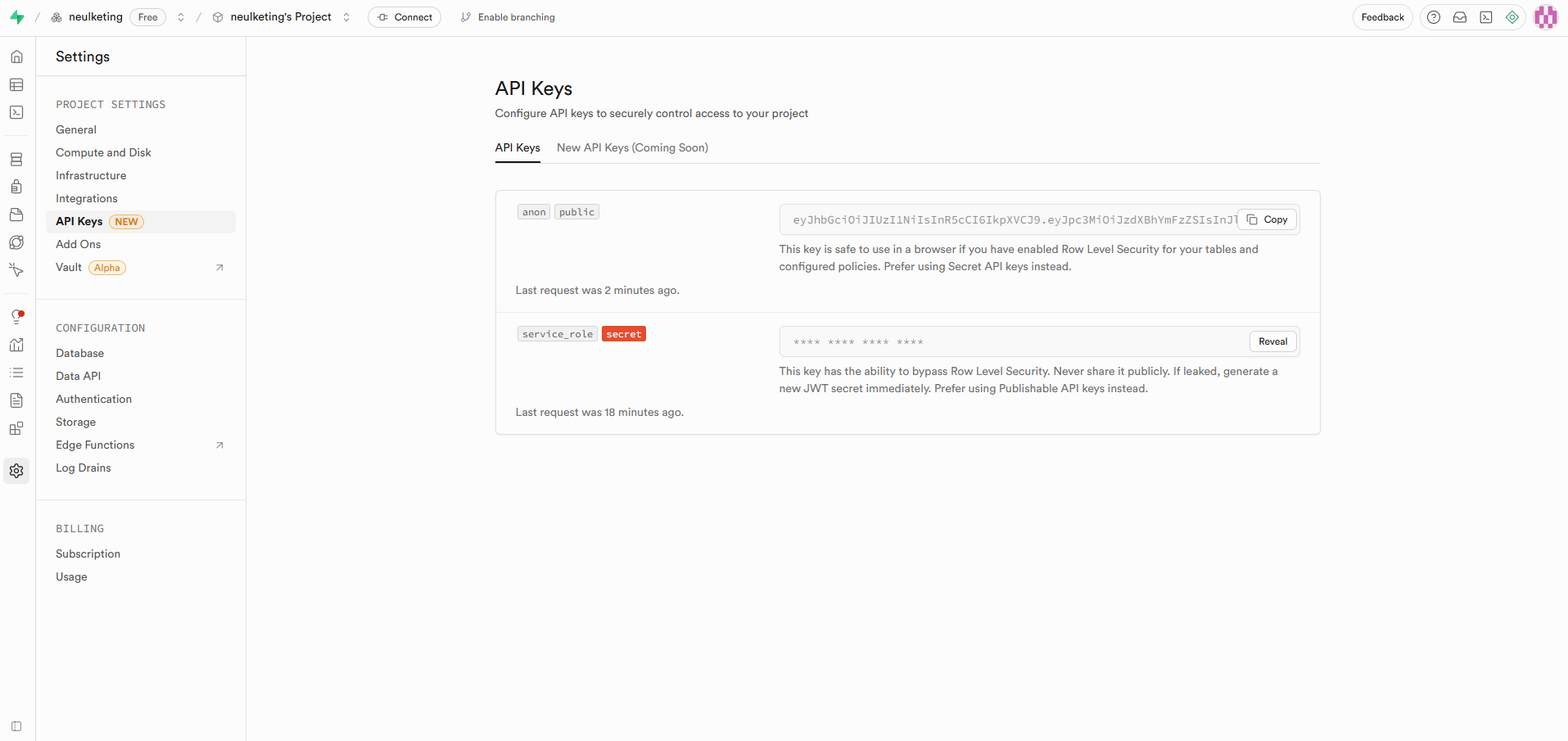 / neulketing Free / neulketing's Project Connect Enable branching Feedback
Settings
PROJECT SETTINGS
General
Compute and Disk
Infrastructure
Integrations
API Keys NEW
Add Ons
Vault Alpha
CONFIGURATION
Database
Data API
Authentication
Storage
Edge Functions
Log Drains
BILLING
Subscription
Usage
API Keys
Configure API keys to securely control access to your project
API Keys New API Keys (Coming Soon)
anon public
eyJhbGciOiJIUzI1NiIsInR5cCI6IkpXVCJ9.eyJpc3MiOiJzdXBhYmFzZSIsInJl Copy
This key is safe to use in a browser if you have enabled Row Level Security for your tables and
configured policies. Prefer using Secret API keys instead.
Last request was 2 minutes ago.
service_role secret
**** **** **** **** Reveal
This key has the ability to bypass Row Level Security. Never share it publicly. If leaked, generate a
new JWT secret immediately. Prefer using Publishable API keys instead.
Last request was 18 minutes ago.